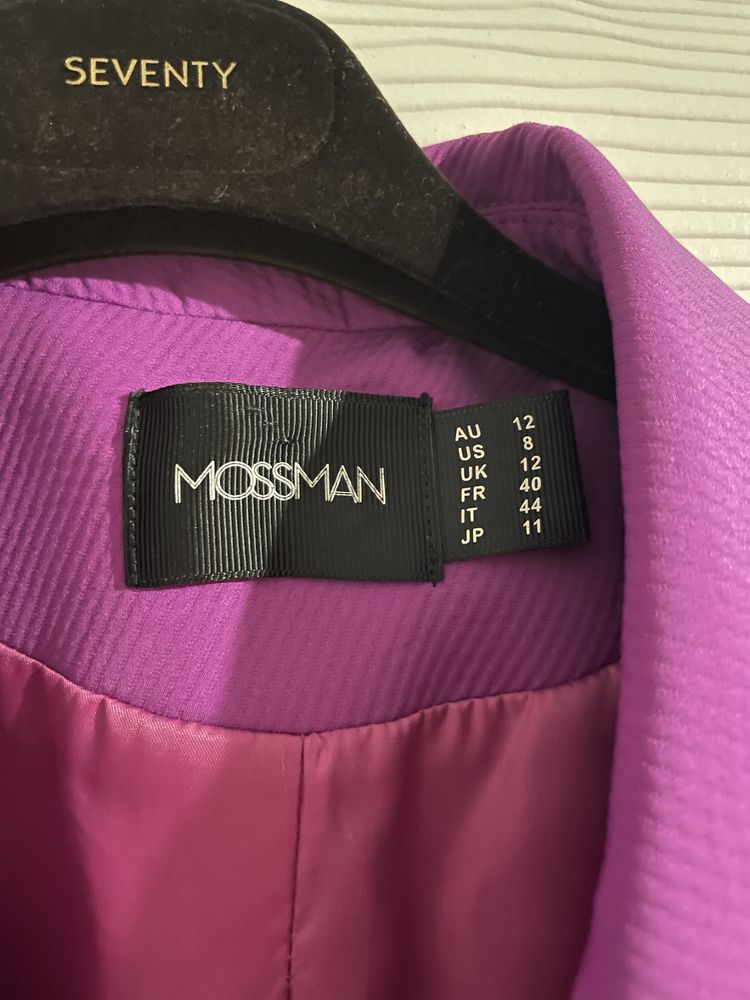 SEVENTY
MOSSMAN
AU 12
US 8
UK 12
FR 40
IT 44
JP 11